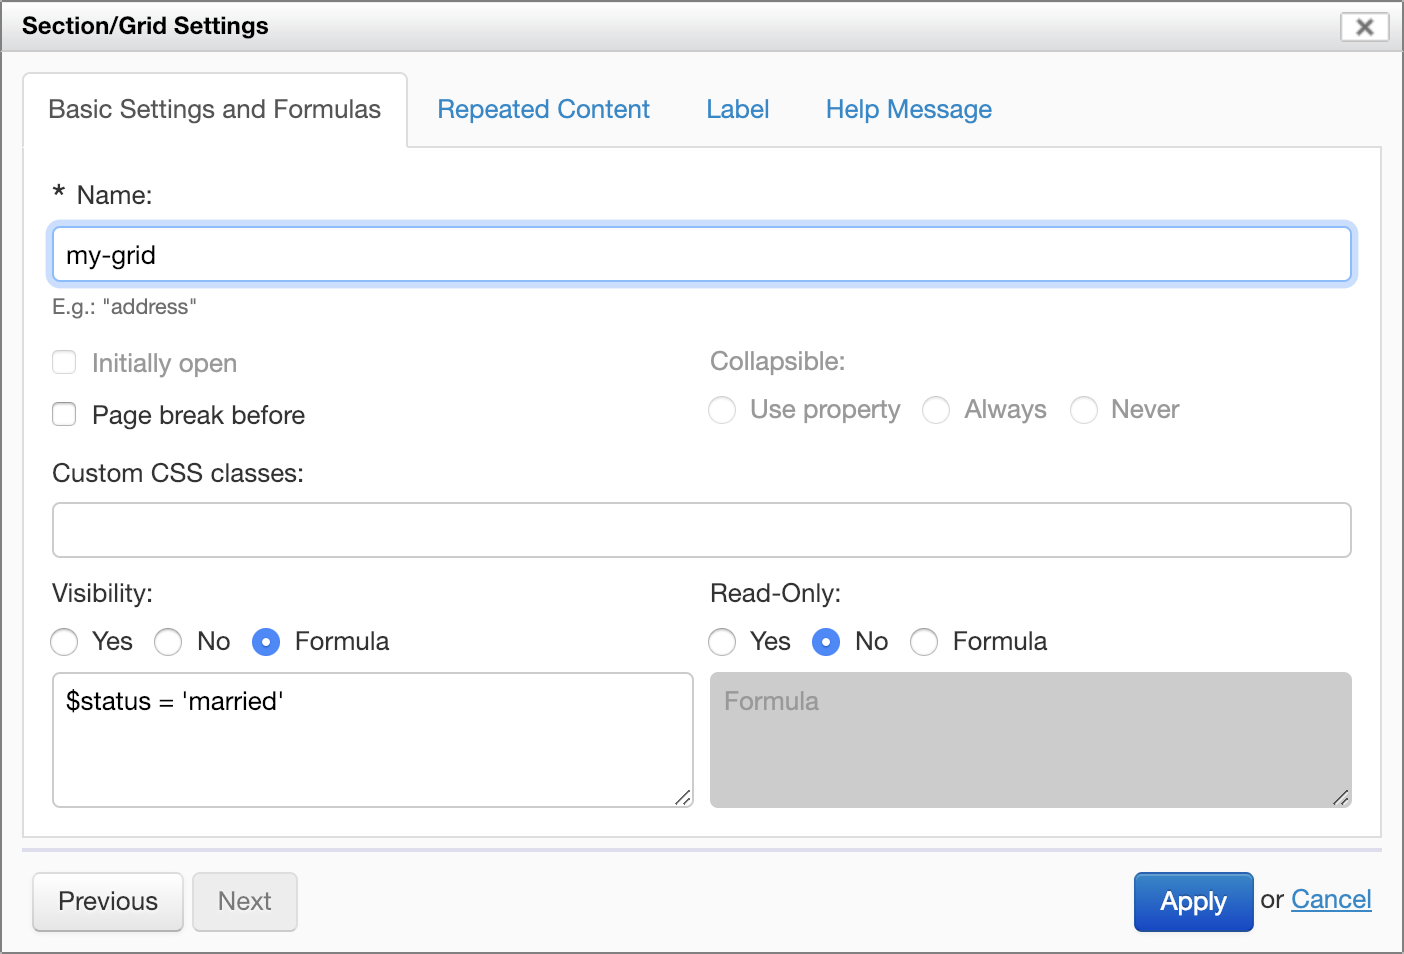 Section/Grid Settings
Basic Settings and Formulas Repeated Content Label Help Message
* Name:
my-grid
E.g.: "address"
Initially open Collapsible:
Use property Always Never
Page break before
Custom CSS classes:
Visibility: Read-Only:
Yes No Formula Yes No Formula
$status = 'married' Formula
Previous Next Apply or Cancel